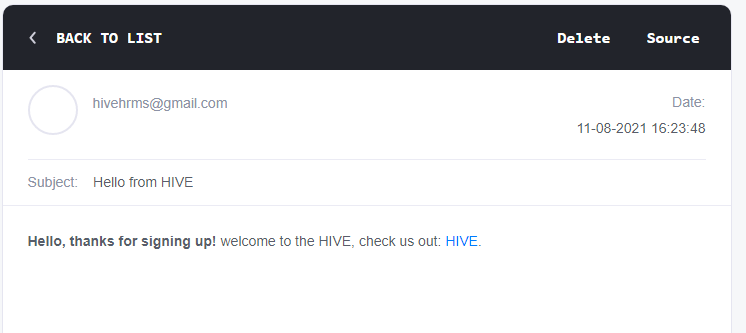 BACK TO LIST Delete Source
hivehrms@gmail.com Date:
11-08-2021 16:23:48
Subject: Hello from HIVE
Hello, thanks for signing up! welcome to the HIVE, check us out: HIVE.